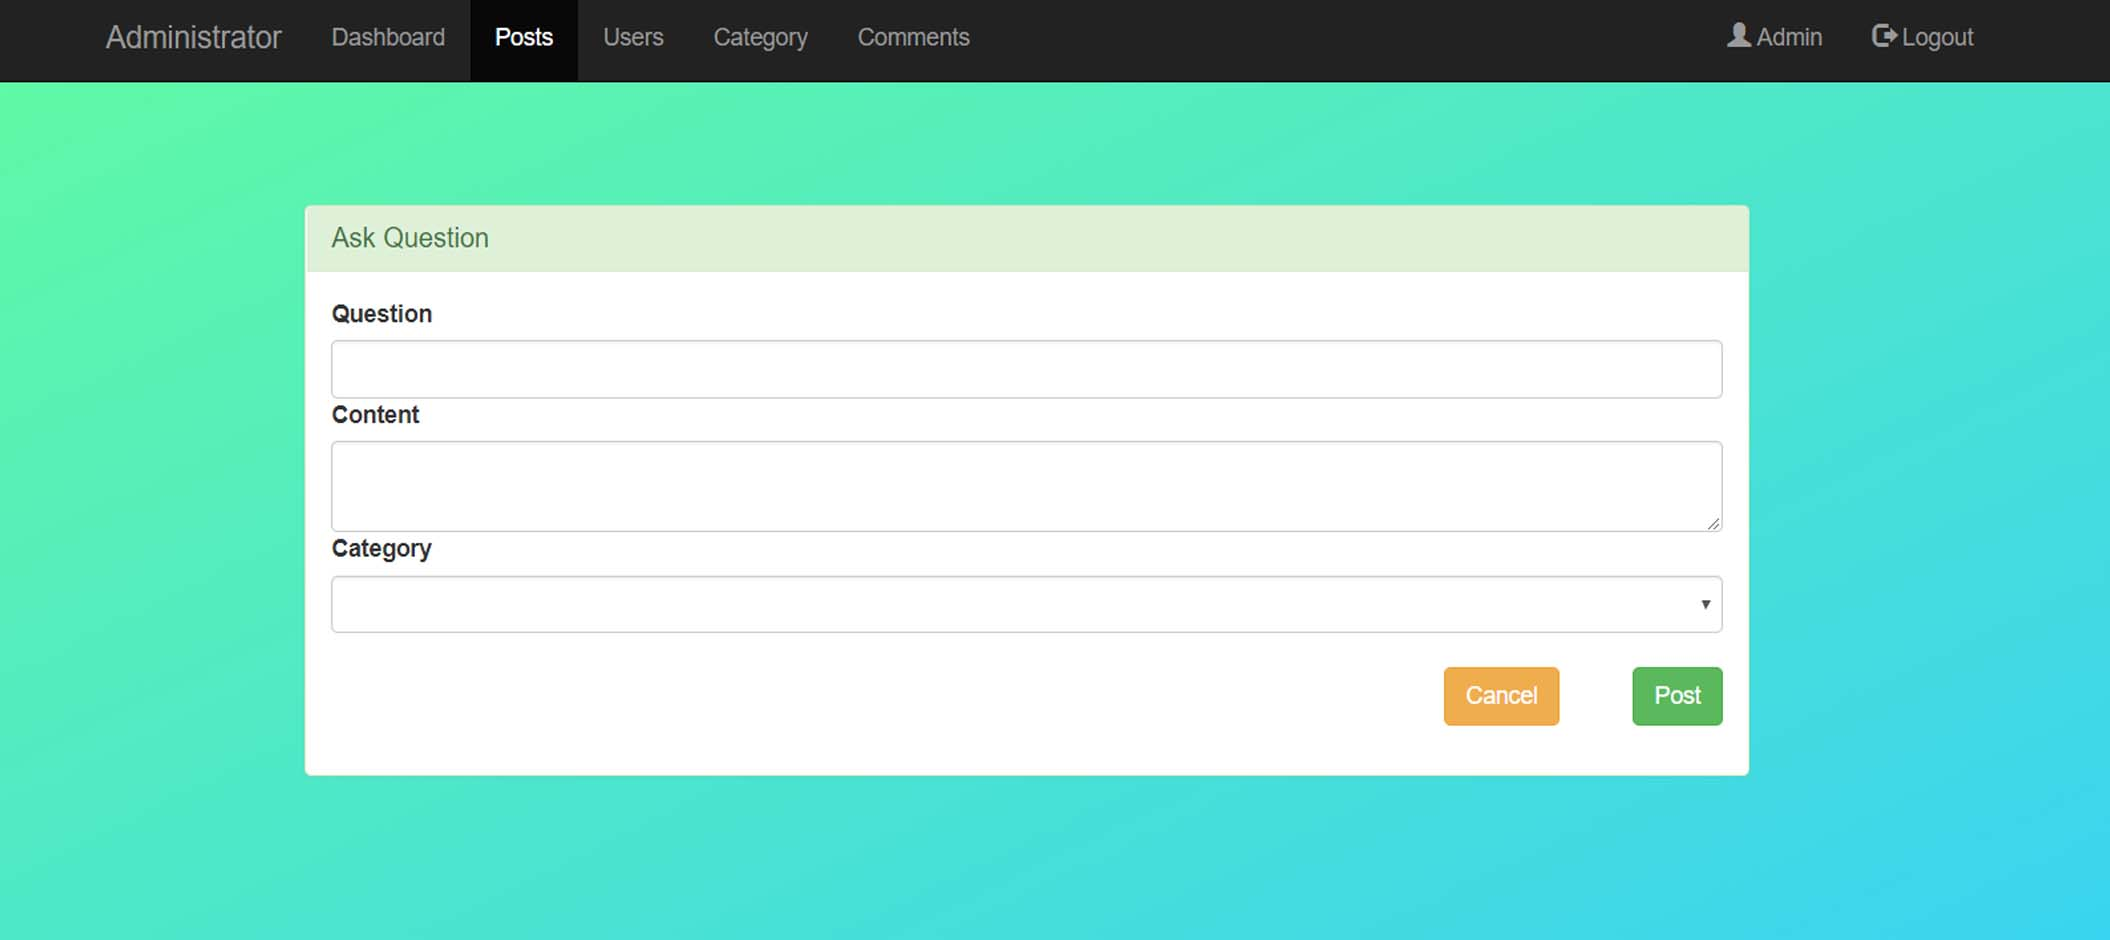 Administrator Dashboard Posts Users Category Comments Admin Logout
Ask Question
Question
Content
Category
Cancel Post